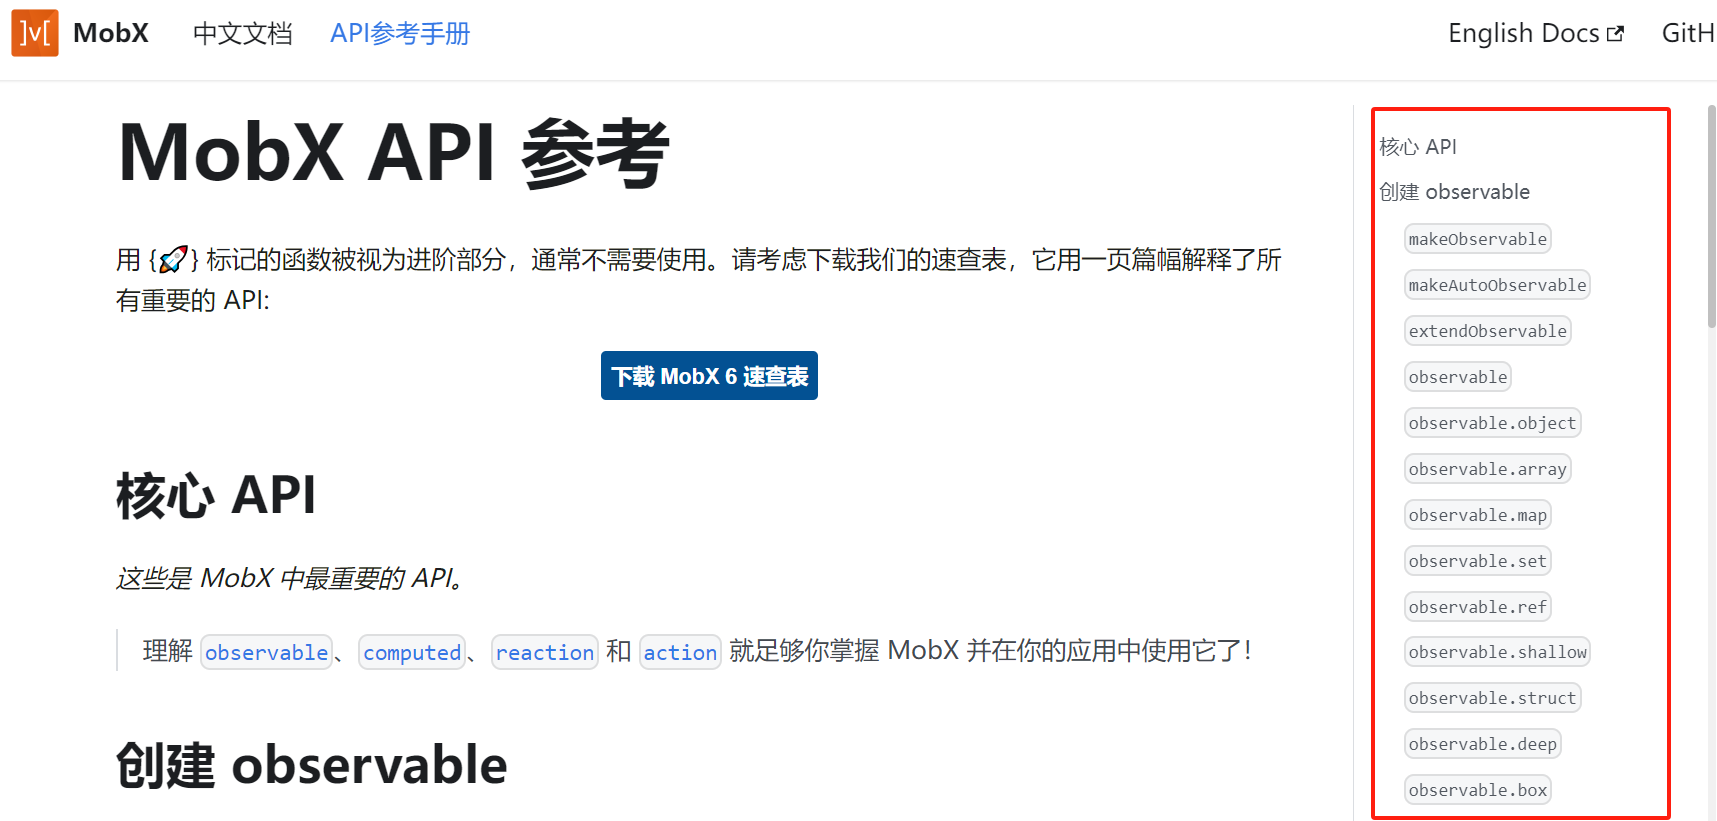 ]v[ MobX 中文文档 API参考手册 English Docs GitH
MobX API 参考
用 {🚀} 标记的函数被视为进阶部分，通常不需要使用。请考虑下载我们的速查表，它用一页篇幅解释了所
有重要的 API:
下载 MobX 6 速查表
核心 API
这些是 MobX 中最重要的 API。
理解 observable、computed、reaction 和 action 就足够你掌握 MobX 并在你的应用中使用它了！
创建 observable
核心 API
创建 observable
makeObservable
makeAutoObservable
extendObservable
observable
observable.object
observable.array
observable.map
observable.set
observable.ref
observable.shallow
observable.struct
observable.deep
observable.box